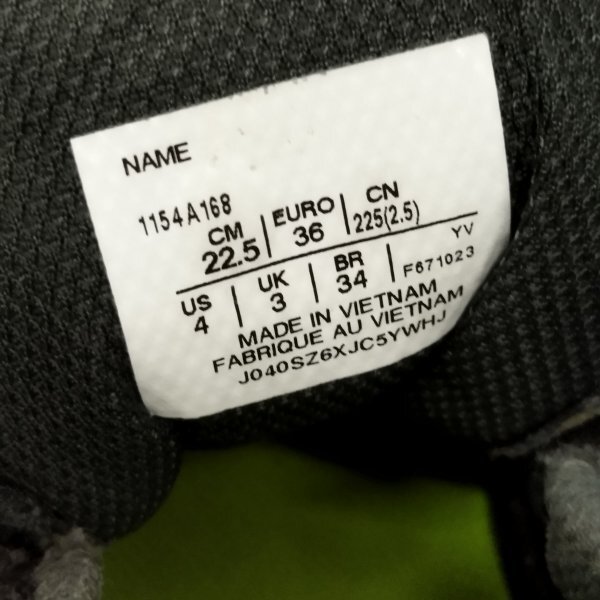 NAME
1154A168
CM EURO CN
22.5 36 225(2.5)
YV
US UK BR F671023
4 3 34
MADE IN VIETNAM
FABRIQUE AU VIETNAM
J040SZ6XJC5YWHJ